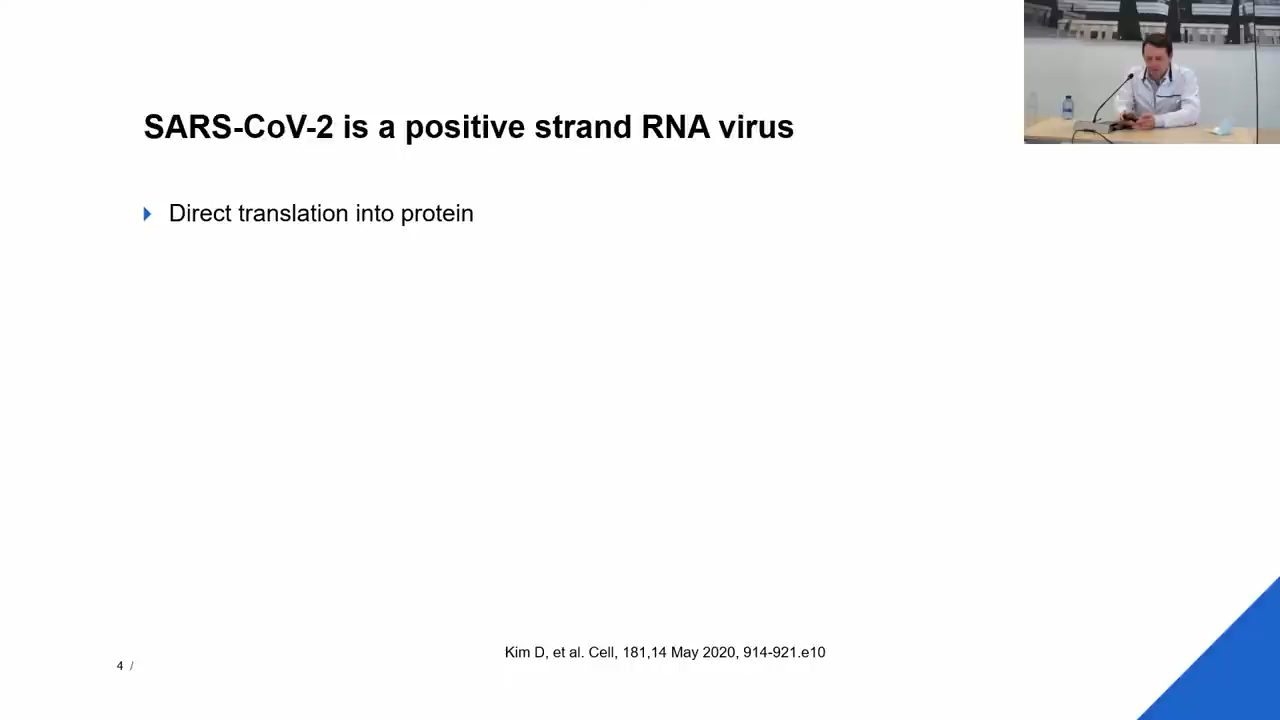 SARS-CoV-2 is a positive strand RNA virus
Direct translation into protein
Kim D, et al. Cell, 181,14 May 2020, 914-921.e10
4 /